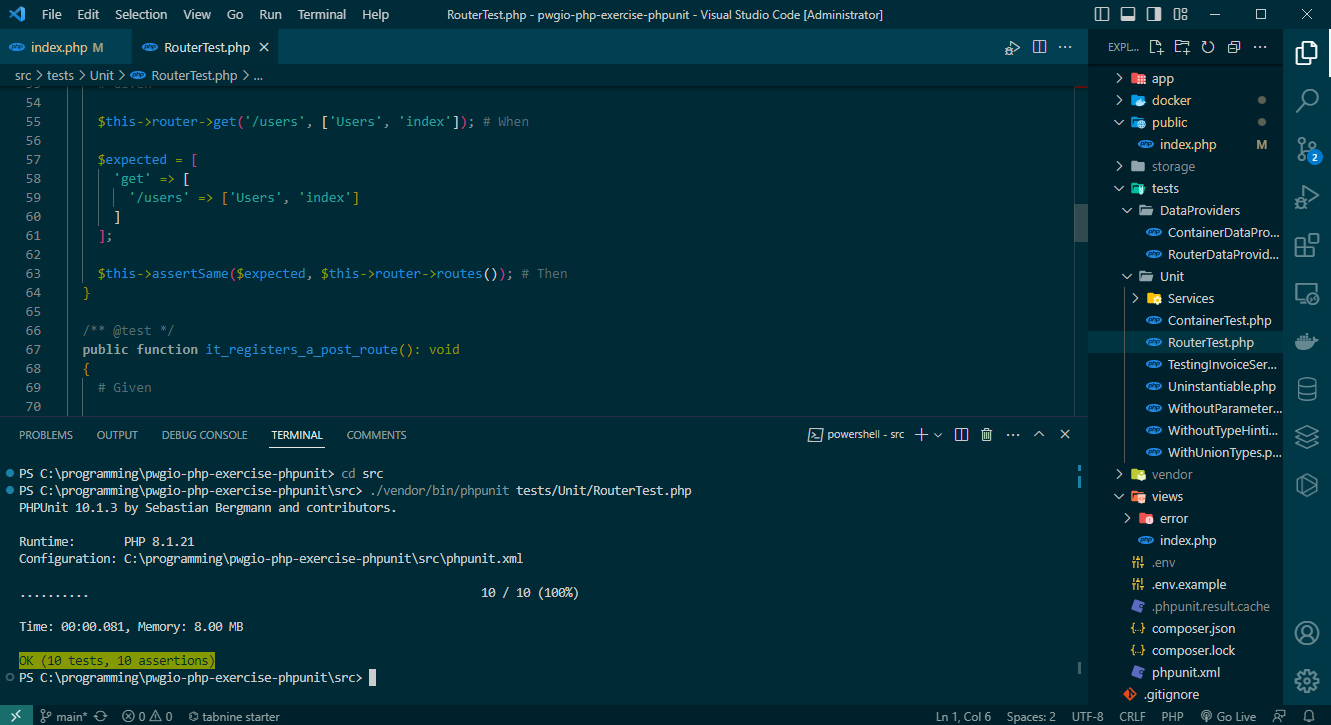 File Edit Selection View Go Run Terminal Help RouterTest.php - pwgio-php-exercise-phpunit - Visual Studio Code [Administrator]
index.php M RouterTest.php
src > tests > Unit > RouterTest.php > ...
53 # Given
54
55 $this->router->get('/users', ['Users', 'index']); # When
56
57 $expected = [
58 'get' => [
59 '/users' => ['Users', 'index']
60 ]
61 ];
62
63 $this->assertSame($expected, $this->router->routes()); # Then
64 }
65
66 /** @test */
67 public function it_registers_a_post_route(): void
68 {
69 # Given
70
PROBLEMS OUTPUT DEBUG CONSOLE TERMINAL COMMENTS
powershell - src
PS C:\programming\pwgio-php-exercise-phpunit> cd src
PS C:\programming\pwgio-php-exercise-phpunit\src> ./vendor/bin/phpunit tests/Unit/RouterTest.php
PHPUnit 10.1.3 by Sebastian Bergmann and contributors.
Runtime: PHP 8.1.21
Configuration: C:\programming\pwgio-php-exercise-phpunit\src\phpunit.xml
.......... 10 / 10 (100%)
Time: 00:00.081, Memory: 8.00 MB
OK (10 tests, 10 assertions)
PS C:\programming\pwgio-php-exercise-phpunit\src>
EXPL...
app
docker
public
index.php M
storage
tests
DataProviders
ContainerDataPro...
RouterDataProvid...
Unit
Services
ContainerTest.php
RouterTest.php
TestingInvoiceSer...
Uninstantiable.php
WithoutParameter...
WithoutTypeHinti...
WithUnionTypes.p...
vendor
views
error
index.php
.env
.env.example
.phpunit.result.cache
composer.json
composer.lock
phpunit.xml
.gitignore
2
main* 0 0 tabnine starter Ln 1, Col 6 Spaces: 2 UTF-8 CRLF PHP Go Live